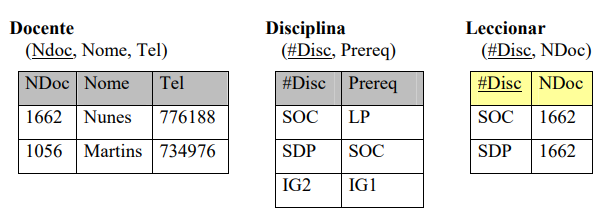 Docente
(Ndoc, Nome, Tel)
NDoc Nome Tel
1662 Nunes 776188
1056 Martins 734976
Disciplina
(#Disc, Prereq)
#Disc Prereq
SOC LP
SDP SOC
IG2 IG1
Leccionar
(#Disc, NDoc)
#Disc NDoc
SOC 1662
SDP 1662